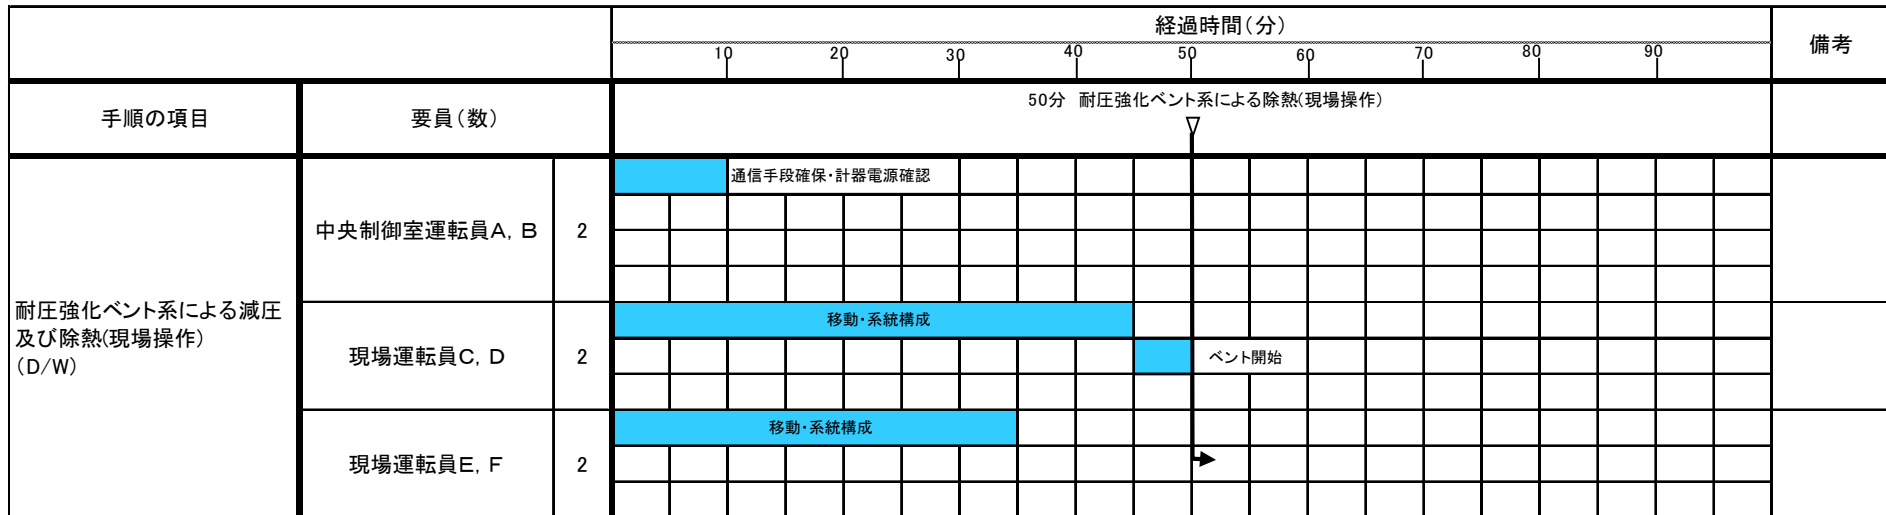 経過時間(分)
備考
10 20 30 40 50 60 70 80 90
手順の項目
要員(数)
50分 耐圧強化ベント系による除熱(現場操作)
通信手段確保・計器電源確認
中央制御室運転員A, B
2
耐圧強化ベント系による減圧
及び除熱(現場操作)
(D/W)
移動・系統構成
現場運転員C, D
2
ベント開始
移動・系統構成
現場運転員E, F
2